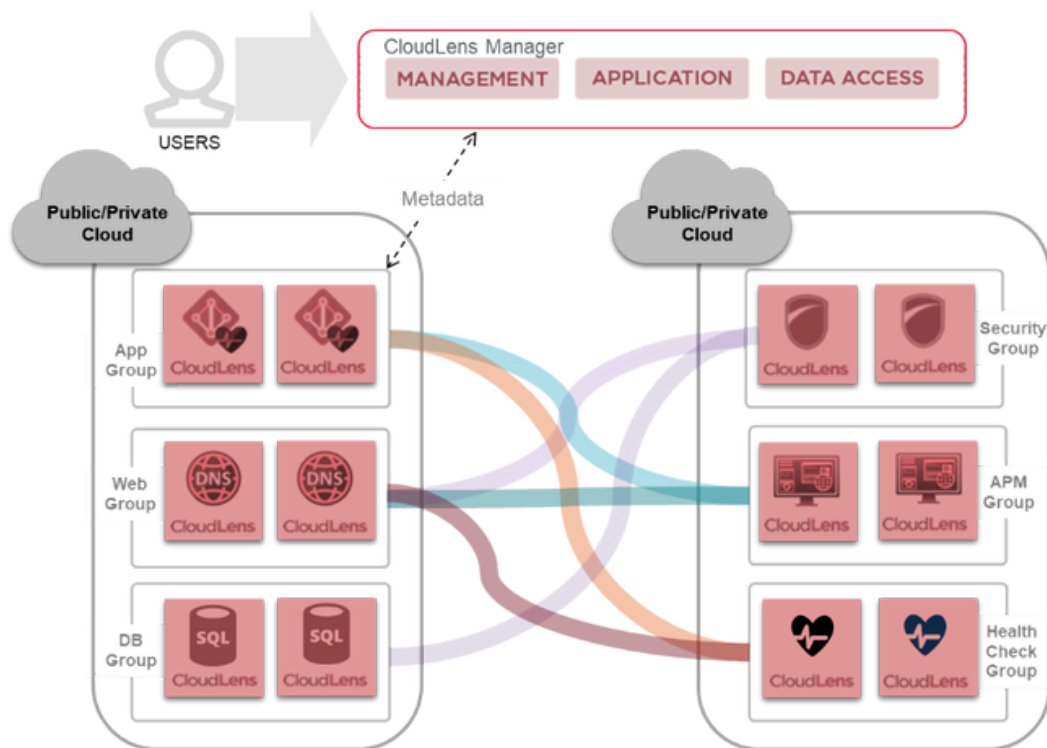 CloudLens Manager
MANAGEMENT
APPLICATION
DATA ACCESS
USERS
Metadata
Public/Private
Cloud
Public/Private
Cloud
App
Group
CloudLens
CloudLens
CloudLens
CloudLens
Security
Group
Web
Group
DNS
DNS
CloudLens
CloudLens
CloudLens
CloudLens
APM
Group
DB
Group
SQL
SQL
CloudLens
CloudLens
CloudLens
CloudLens
Health
Check
Group